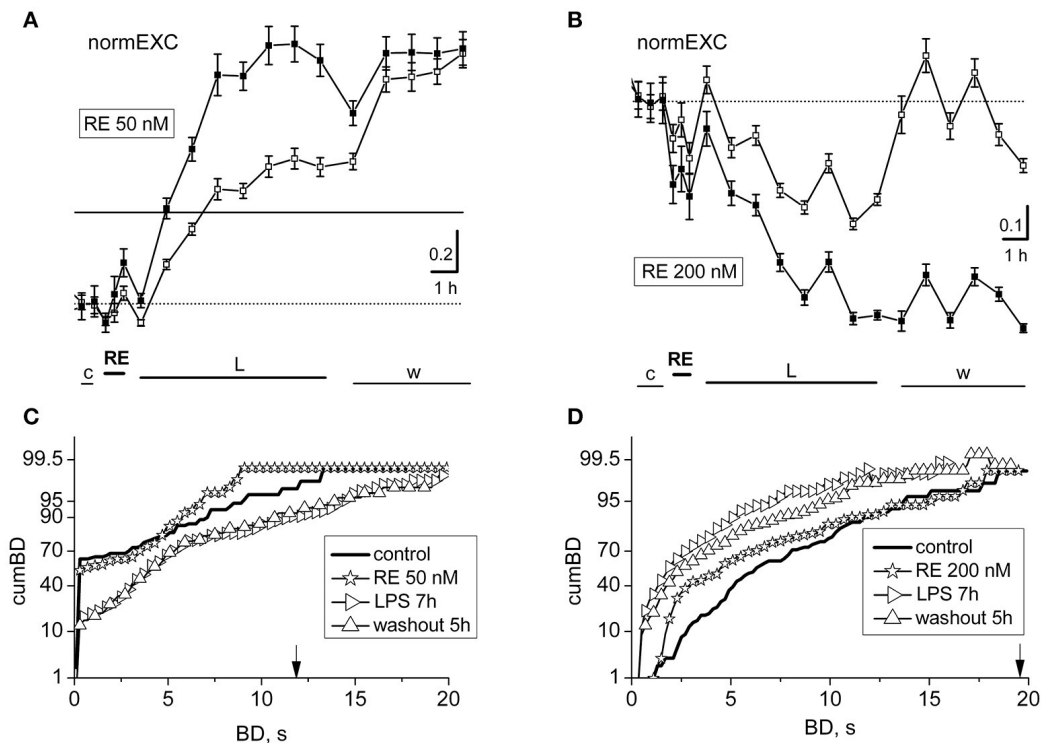 A
normEXC
RE 50 nM
0.2
1 h
c
RE
L
w
B
normEXC
RE 200 nM
0.1
1 h
c
RE
L
w
C
99.5
95
90
70
40
10
1
cumBD
control
RE 50 nM
LPS 7h
washout 5h
0 5 10 15 20
BD, s
D
99.5
95
70
40
10
1
cumBD
control
RE 200 nM
LPS 7h
washout 5h
0 5 10 15 20
BD, s